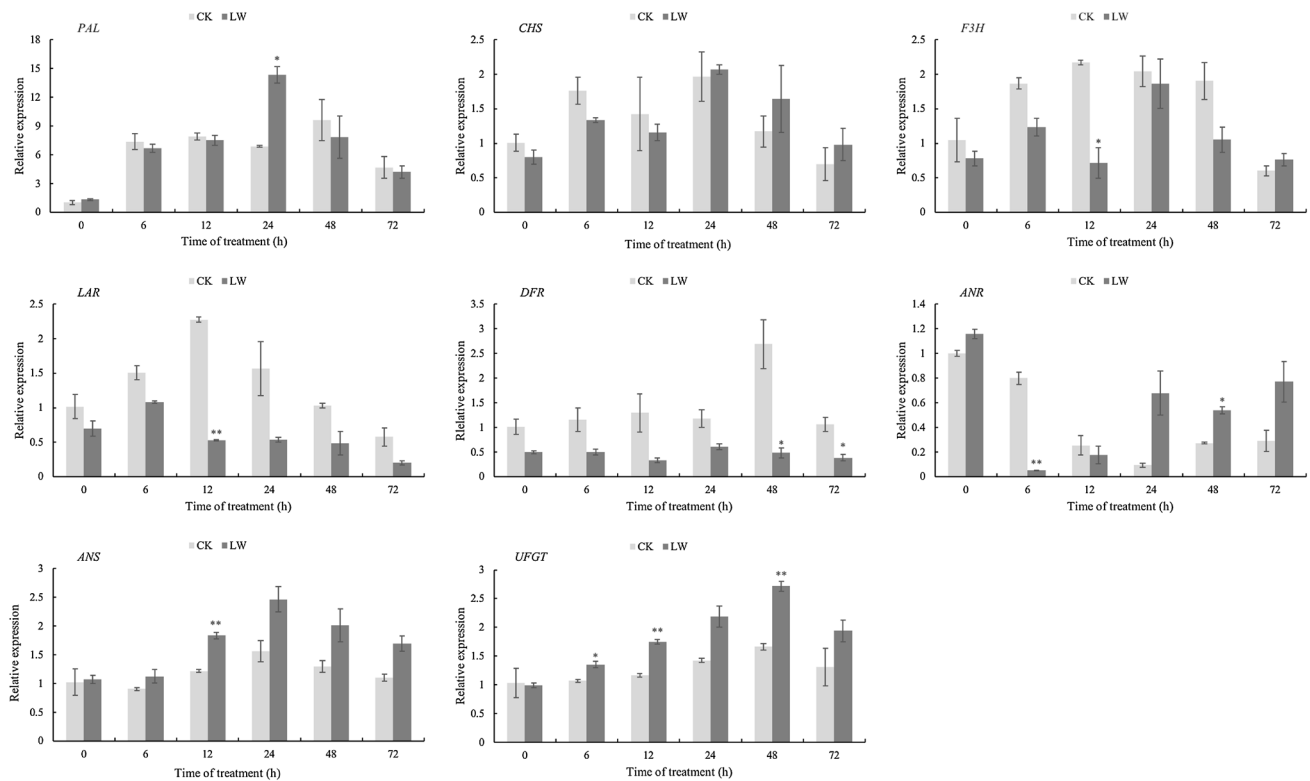 PAL
CK LW
Relative expression
18
15
12
9
6
3
0
*
0 6 12 24 48 72
Time of treatment (h)
CHS
CK LW
Relative expression
2.5
2
1.5
1
0.5
0
0 6 12 24 48 72
Time of treatment (h)
F3H
CK LW
Relative expression
2.5
2
1.5
1
0.5
0
*
0 6 12 24 48 72
Time of treatment (h)
LAR
CK LW
Relative expression
2.5
2
1.5
1
0.5
0
**
0 6 12 24 48 72
Time of treatment (h)
DFR
CK LW
Relative expression
3.5
3
2.5
2
1.5
1
0.5
0
* *
0 6 12 24 48 72
Time of treatment (h)
ANR
CK LW
Relative expression
1.4
1.2
1
0.8
0.6
0.4
0.2
0
** *
0 6 12 24 48 72
Time of treatment (h)
ANS
CK LW
Relative expression
3
2.5
2
1.5
1
0.5
0
**
0 6 12 24 48 72
Time of treatment (h)
UFGT
CK LW
Relative expression
3
2.5
2
1.5
1
0.5
0
* ** **
0 6 12 24 48 72
Time of treatment (h)